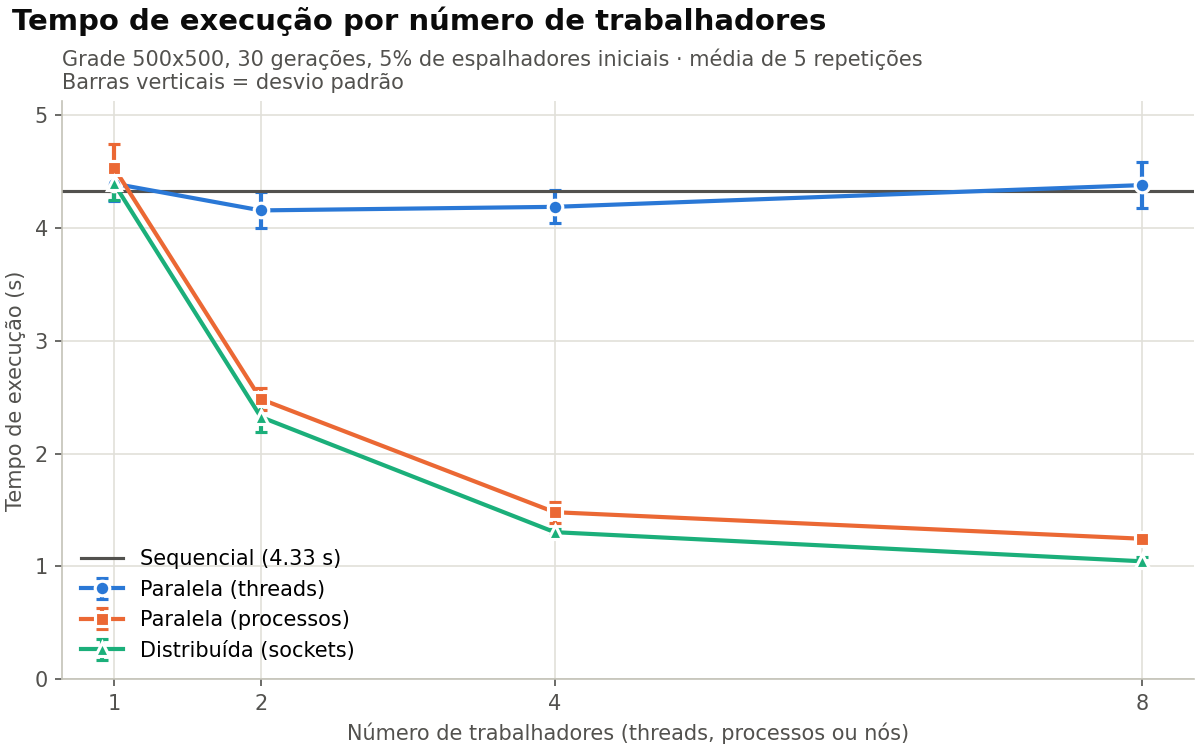 Tempo de execução por número de trabalhadores
Grade 500x500, 30 gerações, 5% de espalhadores iniciais · média de 5 repetições
Barras verticais = desvio padrão
Tempo de execução (s)
5
4
3
2
1
0
Sequencial (4.33 s)
Paralela (threads)
Paralela (processos)
Distribuída (sockets)
1
2
4
8
Número de trabalhadores (threads, processos ou nós)